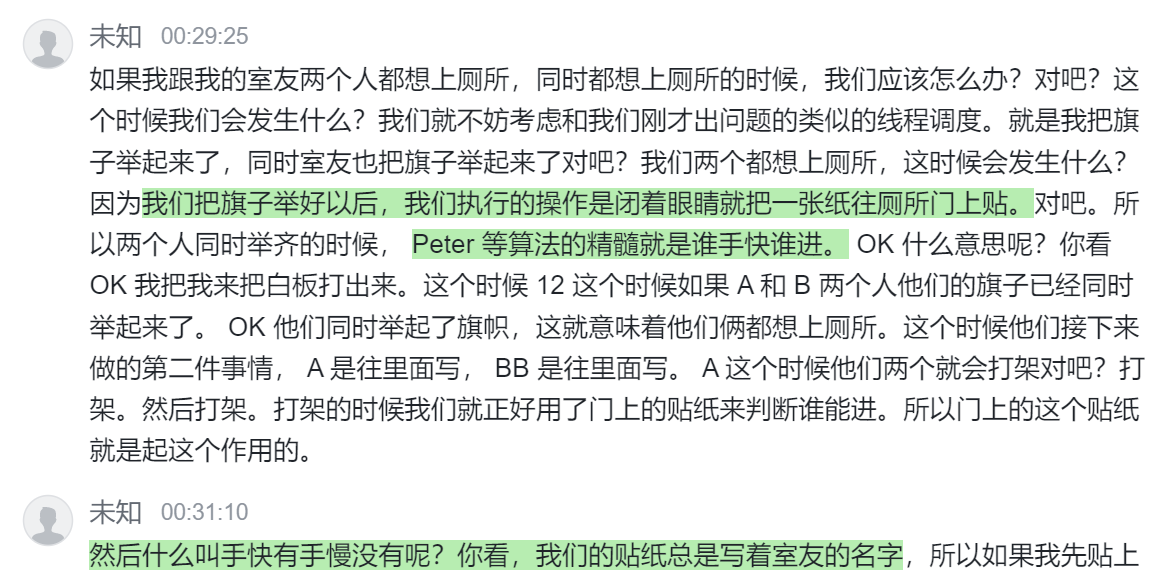 未知 00:29:25
如果我跟我的室友两个人都想上厕所，同时都想上厕所的时候，我们应该怎么办？对吧？这
个时候我们会发生什么？我们就不妨考虑和我们刚才出问题的类似的线程调度。就是我把旗
子举起来了，同时室友也把旗子举起来了对吧？我们两个都想上厕所，这时候会发生什么？
因为我们把旗子举好以后，我们执行的操作是闭着眼睛就把一张纸往厕所门上贴。对吧。所
以两个人同时举齐的时候， Peter 等算法的精髓就是谁手快谁进。 OK 什么意思呢？你看
OK 我把我来把白板打出来。这个时候 12 这个时候如果 A 和 B 两个人他们的旗子已经同时
举起来了。 OK 他们同时举起了旗帜，这就意味着他们俩都想上厕所。这个时候他们接下来
做的第二件事情， A 是往里面写， BB 是往里面写。 A 这个时候他们两个就会打架对吧？打
架。然后打架。打架的时候我们就正好用了门上的贴纸来判断谁能进。所以门上的这个贴纸
就是起这个作用的。
未知 00:31:10
然后什么叫手快有手慢没有呢？你看，我们的贴纸总是写着室友的名字，所以如果我先贴上